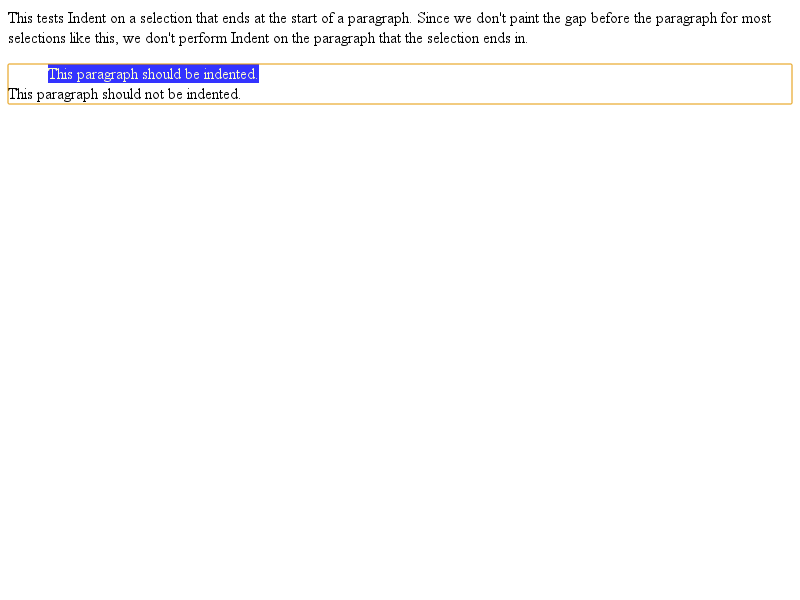 This tests Indent on a selection that ends at the start of a paragraph. Since we don't paint the gap before the paragraph for most
selections like this, we don't perform Indent on the paragraph that the selection ends in.
This paragraph should be indented.
This paragraph should not be indented.